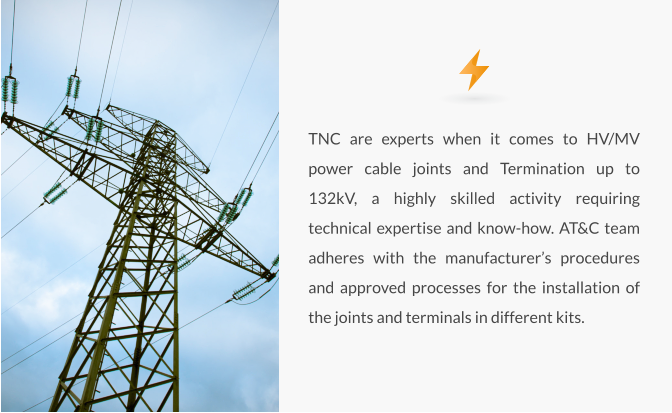 TNC are experts when it comes to HV/MV
power cable joints and Termination up to
132kV, a highly skilled activity requiring
technical expertise and know-how. AT&C team
adheres with the manufacturer's procedures
and approved processes for the installation of
the joints and terminals in different kits.